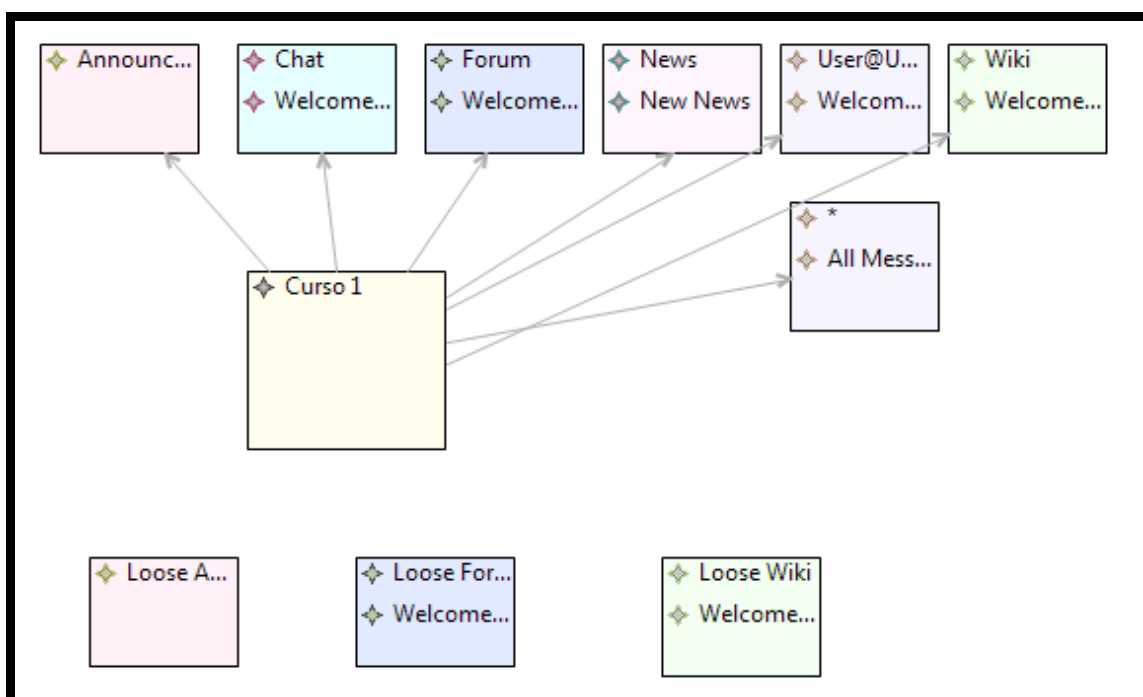 Announc...
Chat
Welcome...
Forum
Welcome...
News
New News
User@U...
Welcom...
Wiki
Welcome...
*
All Mess...
Curso 1
Loose A...
Loose For...
Welcome...
Loose Wiki
Welcome...